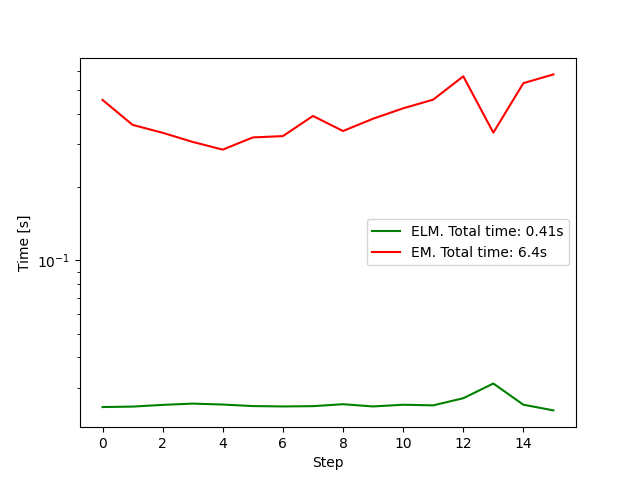 Time [s]
10⁻¹
ELM. Total time: 0.41s
EM. Total time: 6.4s
0 2 4 6 8 10 12 14
Step